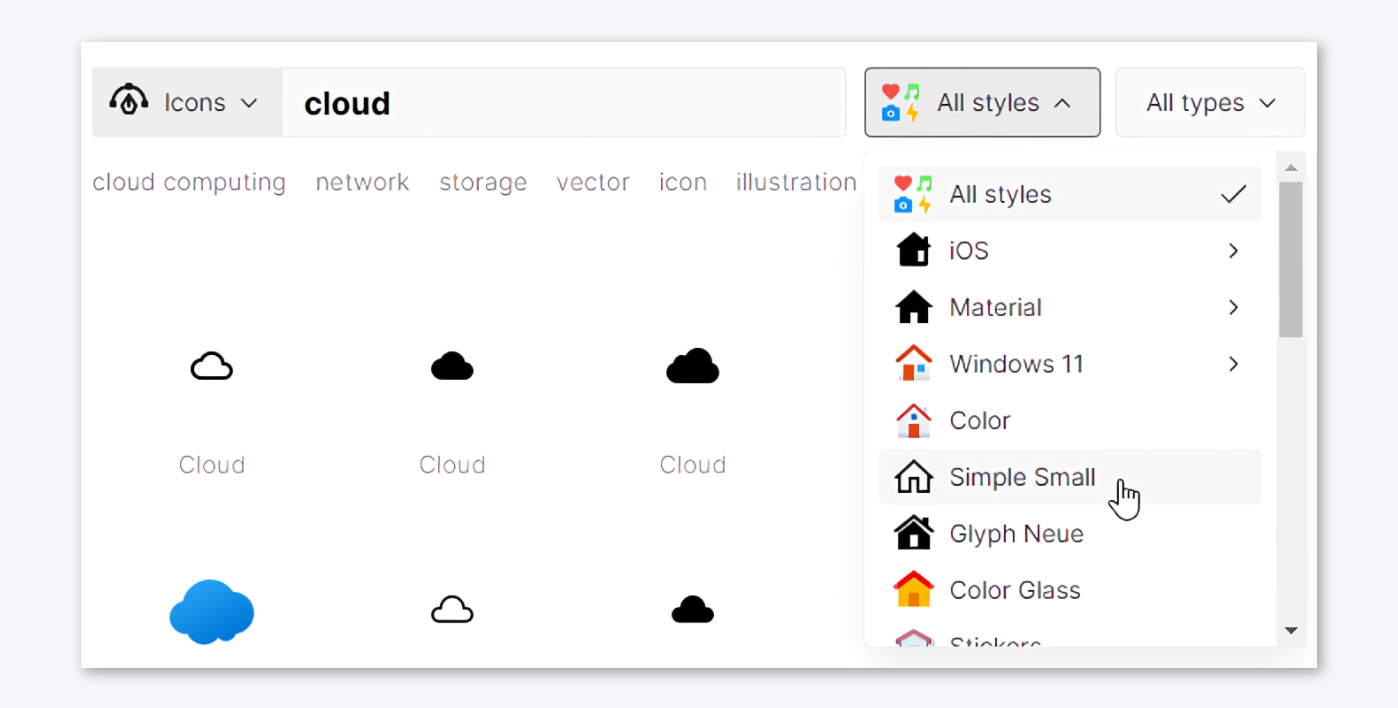 Icons
cloud
All styles
All types
cloud computing network storage vector icon illustration
All styles
iOS
Material
Windows 11
Color
Simple Small
Glyph Neue
Color Glass
Stickers
Cloud Cloud Cloud